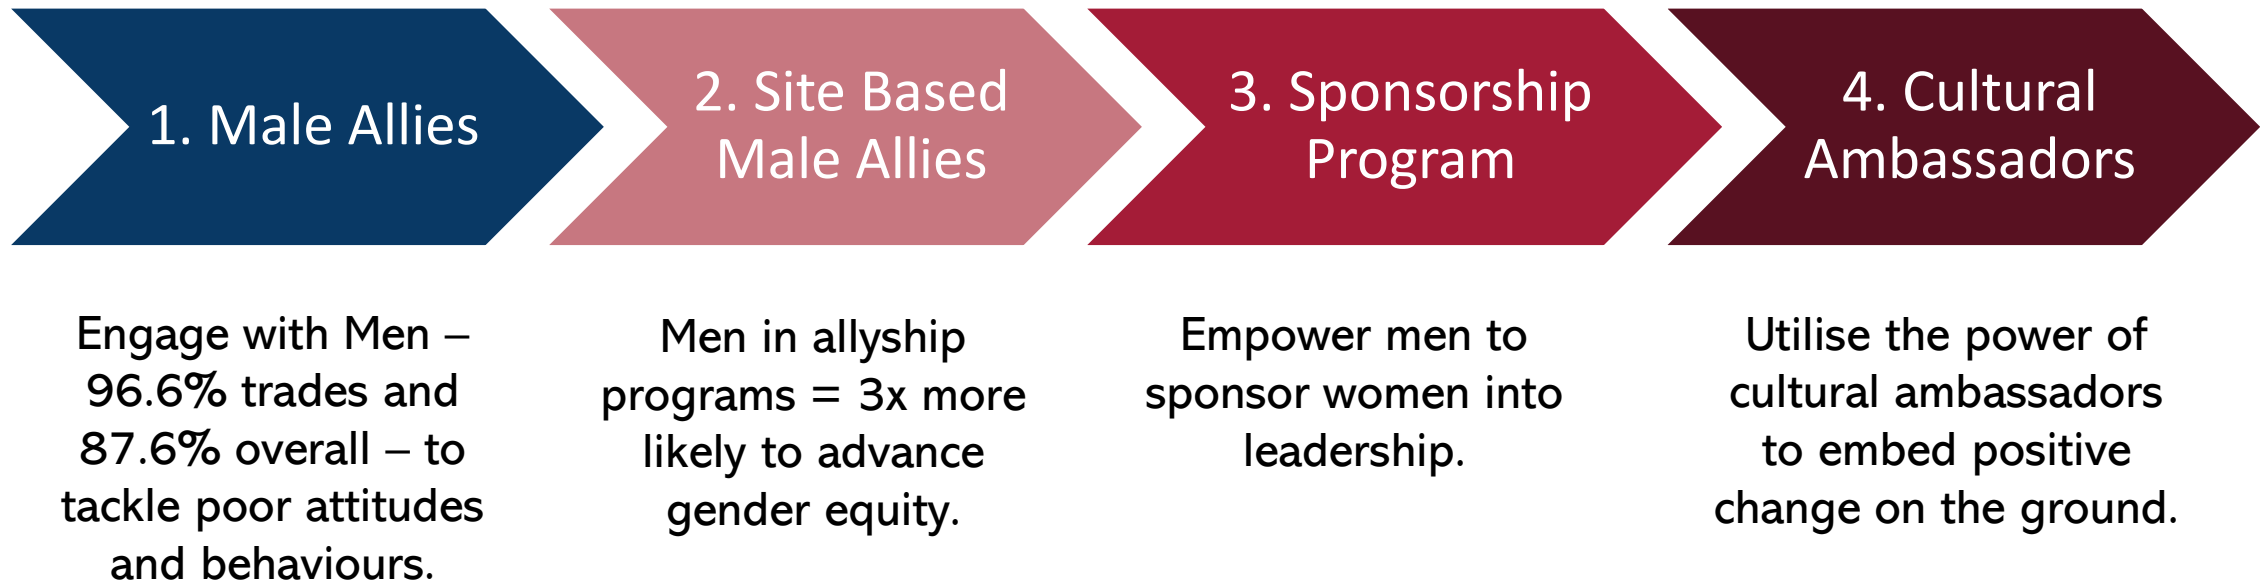 1. Male Allies
Engage with Men –
96.6% trades and
87.6% overall – to
tackle poor attitudes
and behaviours.
2. Site Based
Male Allies
Men in allyship
programs = 3x more
likely to advance
gender equity.
3. Sponsorship
Program
Empower men to
sponsor women into
leadership.
4. Cultural
Ambassadors
Utilise the power of
cultural ambassadors
to embed positive
change on the ground.